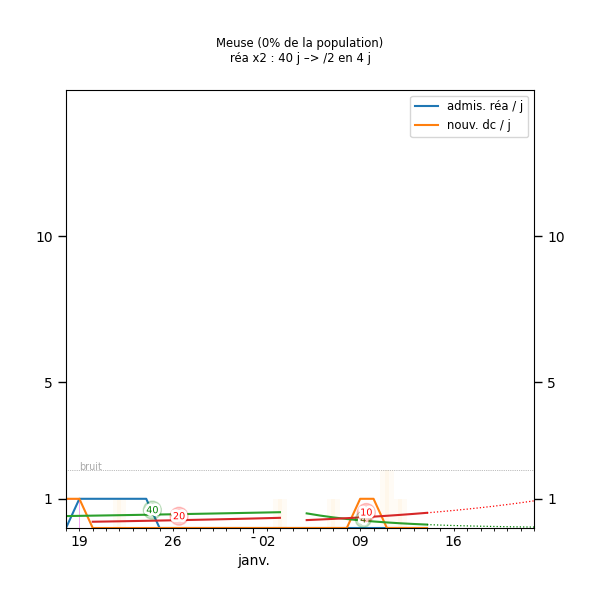 Meuse (0% de la population)
réa x2 : 40 j –> /2 en 4 j
admis. réa / j
nouv. dc / j
10 10
5 5
bruit
1 1
40
20
10
4
19 26 - 02 09 16
janv.